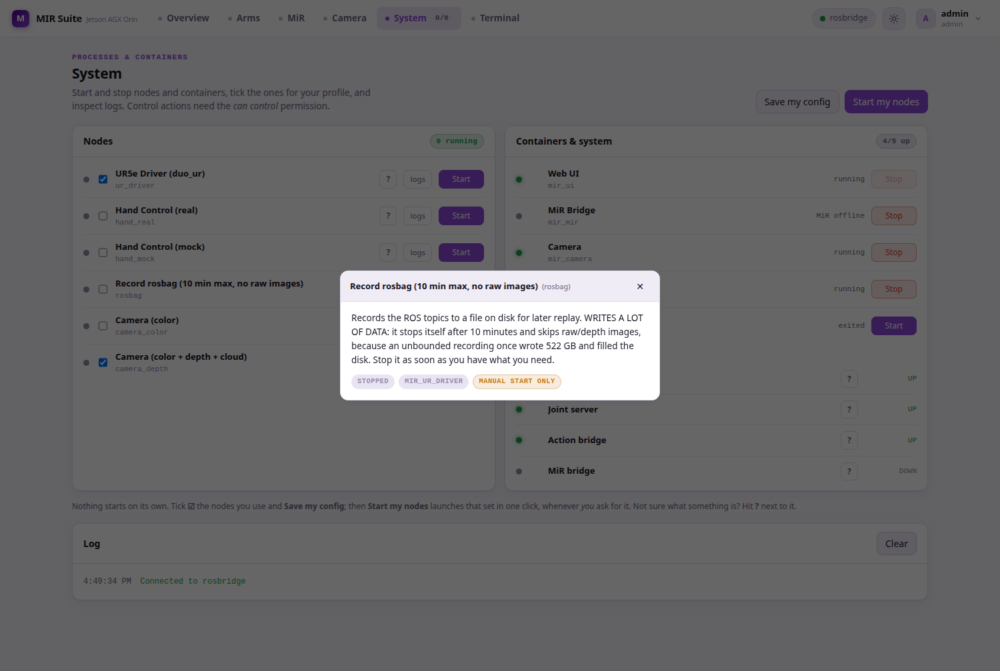 M MIR Suite Jetson AGX Orin Overview Arms MiR Camera System 0/6 Terminal rosbridge A admin
admin
PROCESSES & CONTAINERS
System
Start and stop nodes and containers, tick the ones for your profile, and
inspect logs. Control actions need the can control permission.
Save my config Start my nodes
Nodes 0 running
UR5e Driver (duo_ur)
ur_driver
? logs Start
Hand Control (real)
hand_real
? logs Start
Hand Control (mock)
hand_mock
? logs Start
Record rosbag (10 min max, no raw images)
rosbag
Camera (color)
camera_color
Camera (color + depth + cloud)
camera_depth
Containers & system 4/5 up
Web UI
mir_ui
running Stop
MiR Bridge
mir_mir
MiR offline Stop
Camera
mir_camera
running Stop
running Stop
exited Start
? UP
Joint server ? UP
Action bridge ? UP
MiR bridge ? DOWN
Record rosbag (10 min max, no raw images) (rosbag) ✕
Records the ROS topics to a file on disk for later replay. WRITES A LOT
OF DATA: it stops itself after 10 minutes and skips raw/depth images,
because an unbounded recording once wrote 522 GB and filled the
disk. Stop it as soon as you have what you need.
STOPPED MIR_UR_DRIVER MANUAL START ONLY
Nothing starts on its own. Tick ☑ the nodes you use and Save my config; then Start my nodes launches that set in one click, whenever you ask for it. Not sure what something is? Hit ? next to it.
Log Clear
4:49:34 PM Connected to rosbridge